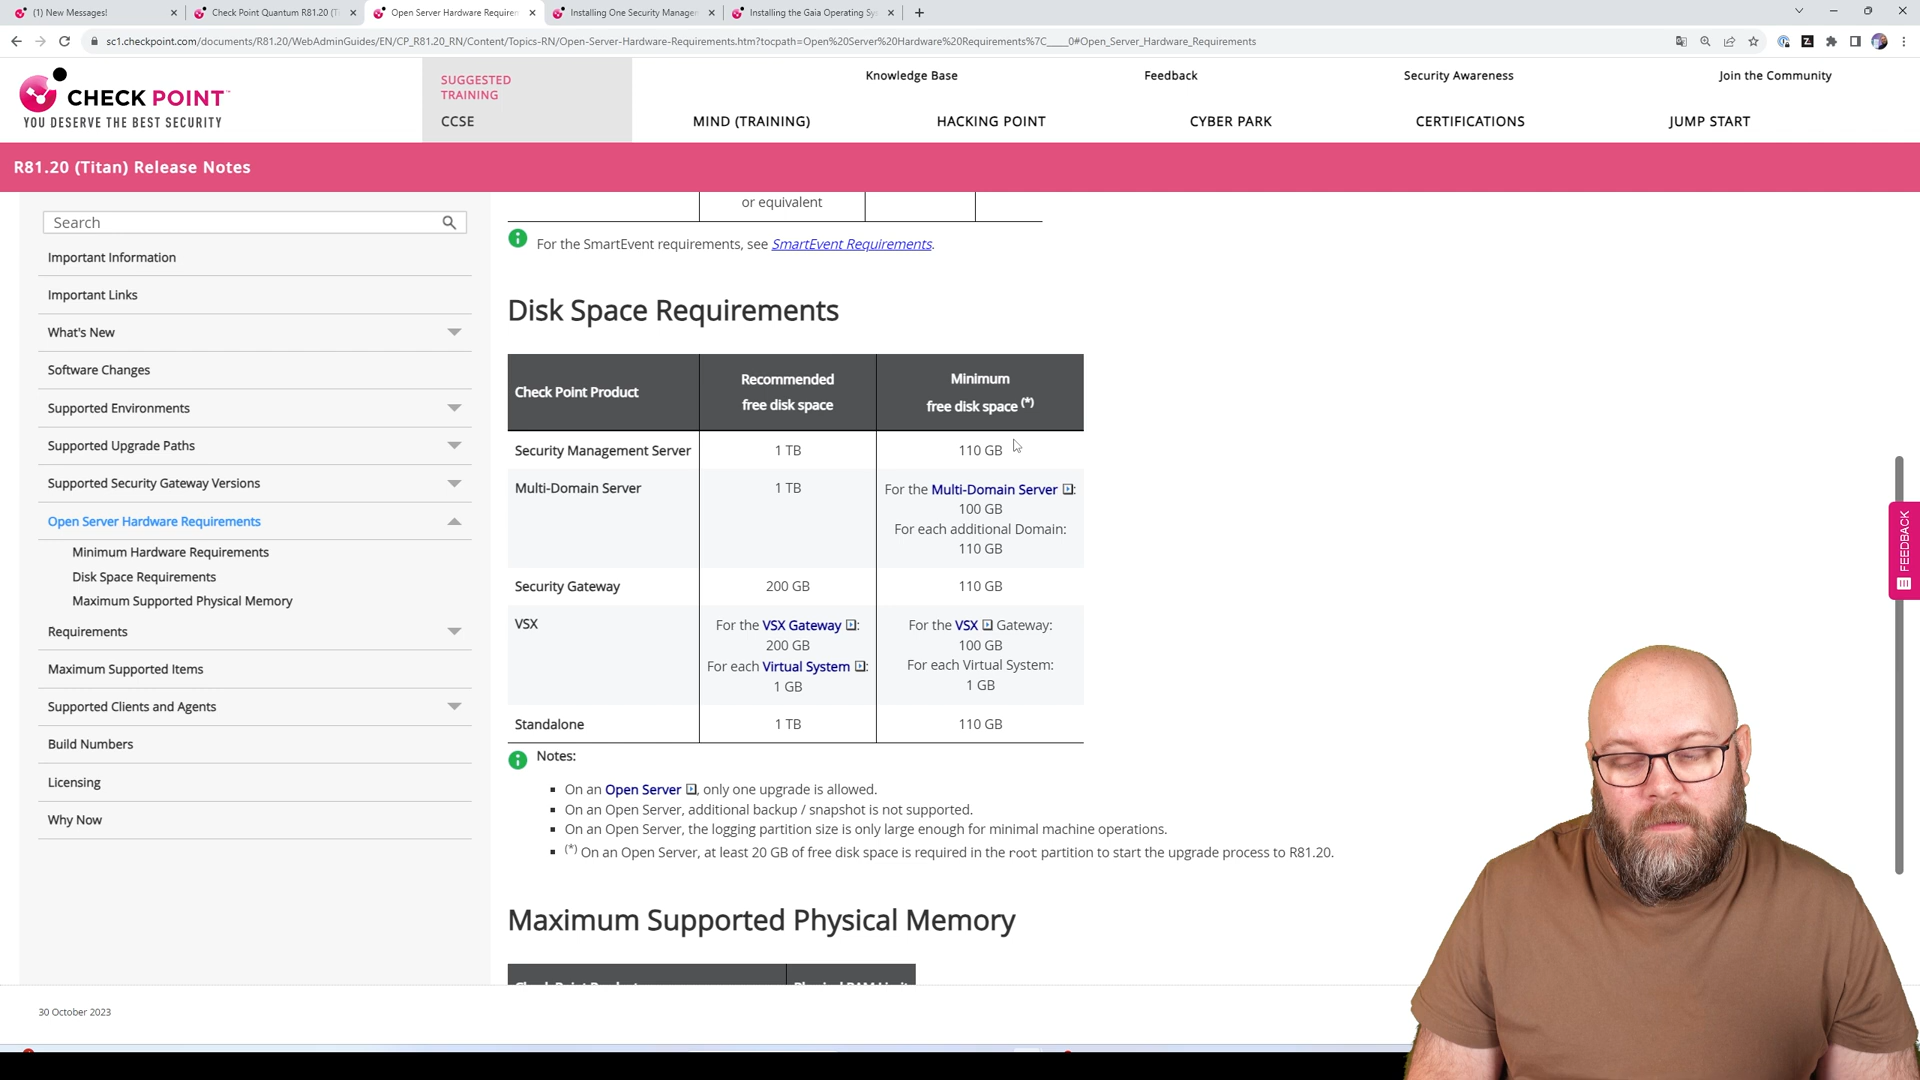 (1) New Messages!
Check Point Quantum R81.20 (Ti
Open Server Hardware Requirem
Installing One Security Managem
Installing the Gaia Operating Sys
sc1.checkpoint.com/documents/R81.20/WebAdminGuides/EN/CP_R81.20_RN/Content/Topics-RN/Open-Server-Hardware-Requirements.htm?tocpath=Open%20Server%20Hardware%20Requirements%7C_____0#Open_Server_Hardware_Requirements
CHECK POINT™
YOU DESERVE THE BEST SECURITY
SUGGESTED
TRAINING
CCSE
Knowledge Base
Feedback
Security Awareness
Join the Community
MIND (TRAINING)
HACKING POINT
CYBER PARK
CERTIFICATIONS
JUMP START
R81.20 (Titan) Release Notes
Search
Important Information
Important Links
What's New
Software Changes
Supported Environments
Supported Upgrade Paths
Supported Security Gateway Versions
Open Server Hardware Requirements
Minimum Hardware Requirements
Disk Space Requirements
Maximum Supported Physical Memory
Requirements
Maximum Supported Items
Supported Clients and Agents
Build Numbers
Licensing
Why Now
or equivalent
For the SmartEvent requirements, see SmartEvent Requirements.
Disk Space Requirements
Check Point Product
Recommended
free disk space
Minimum
free disk space (*)
Security Management Server
1 TB
110 GB
Multi-Domain Server
1 TB
For the Multi-Domain Server :
100 GB
For each additional Domain:
110 GB
Security Gateway
200 GB
110 GB
VSX
For the VSX Gateway :
200 GB
For each Virtual System :
1 GB
For the VSX Gateway:
100 GB
For each Virtual System:
1 GB
Standalone
1 TB
110 GB
Notes:
▪ On an Open Server , only one upgrade is allowed.
▪ On an Open Server, additional backup / snapshot is not supported.
▪ On an Open Server, the logging partition size is only large enough for minimal machine operations.
▪ (*) On an Open Server, at least 20 GB of free disk space is required in the root partition to start the upgrade process to R81.20.
Maximum Supported Physical Memory
FEEDBACK
30 October 2023